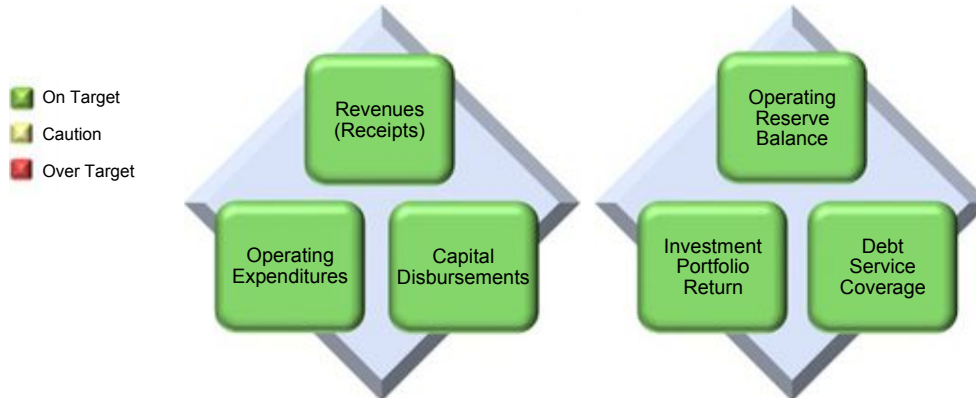 On Target
Caution
Over Target
Revenues
(Receipts)
Operating
Expenditures
Capital
Disbursements
Operating
Reserve
Balance
Investment
Portfolio
Return
Debt
Service
Coverage